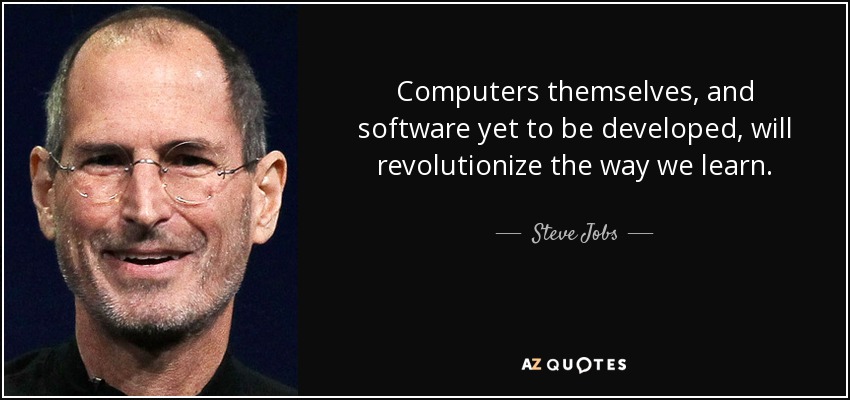 Computers themselves, and
software yet to be developed, will
revolutionize the way we learn.
Steve Jobs
AZ QUOTES